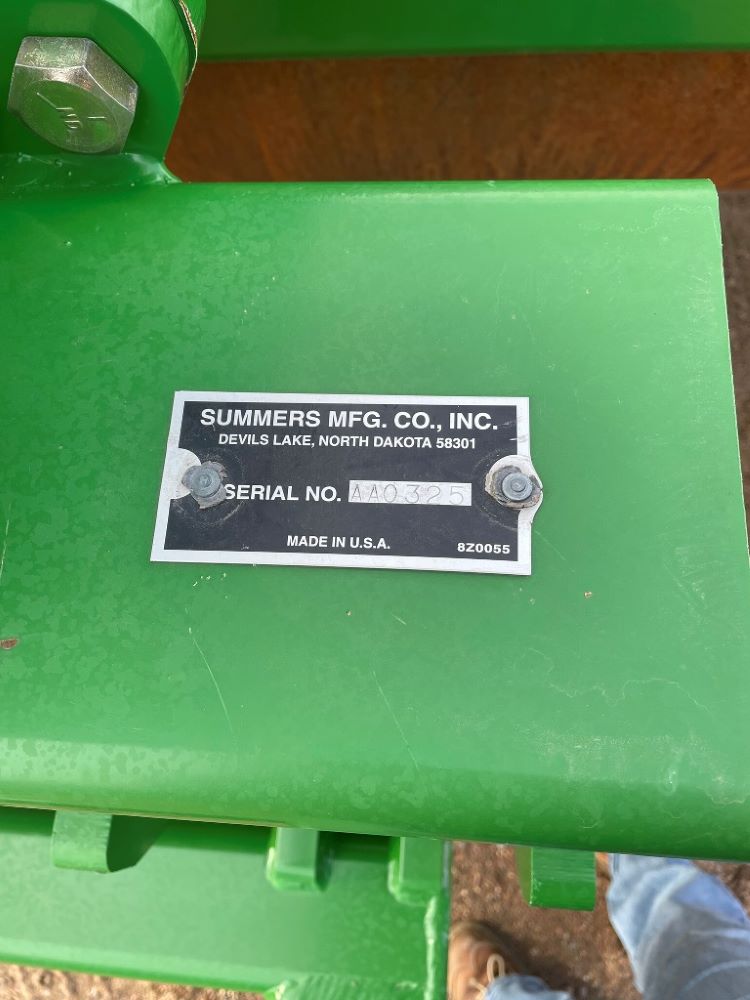 SUMMERS MFG. CO., INC.
DEVILS LAKE, NORTH DAKOTA 58301
SERIAL NO. AA0325
MADE IN U.S.A. 8Z0055